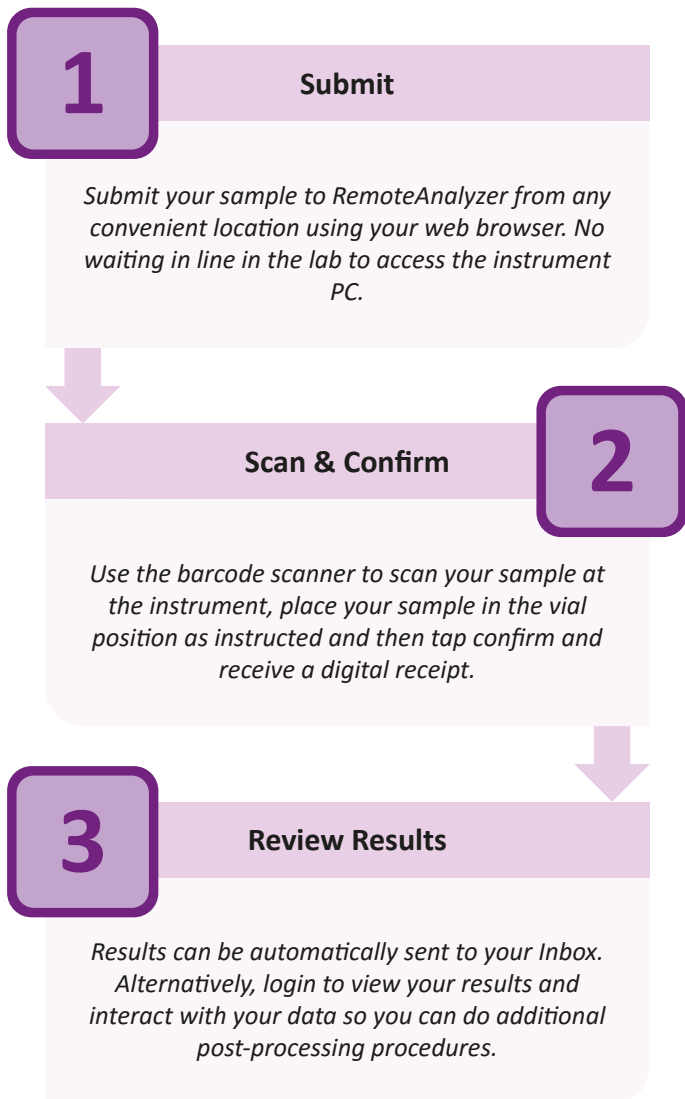 1
Submit
Submit your sample to RemoteAnalyzer from any
convenient location using your web browser. No
waiting in line in the lab to access the instrument
PC.
Scan & Confirm
2
Use the barcode scanner to scan your sample at
the instrument, place your sample in the vial
position as instructed and then tap confirm and
receive a digital receipt.
3
Review Results
Results can be automatically sent to your Inbox.
Alternatively, login to view your results and
interact with your data so you can do additional
post-processing procedures.